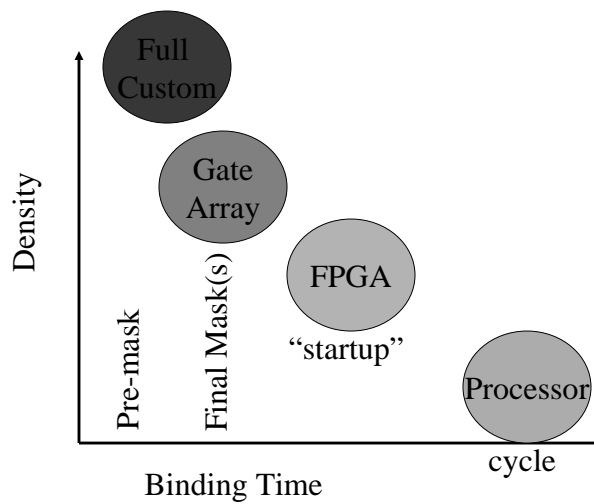 Full
Custom
Gate
Array
Density
FPGA
Pre-mask
Final Mask(s)
“startup”
Processor
cycle
Binding Time